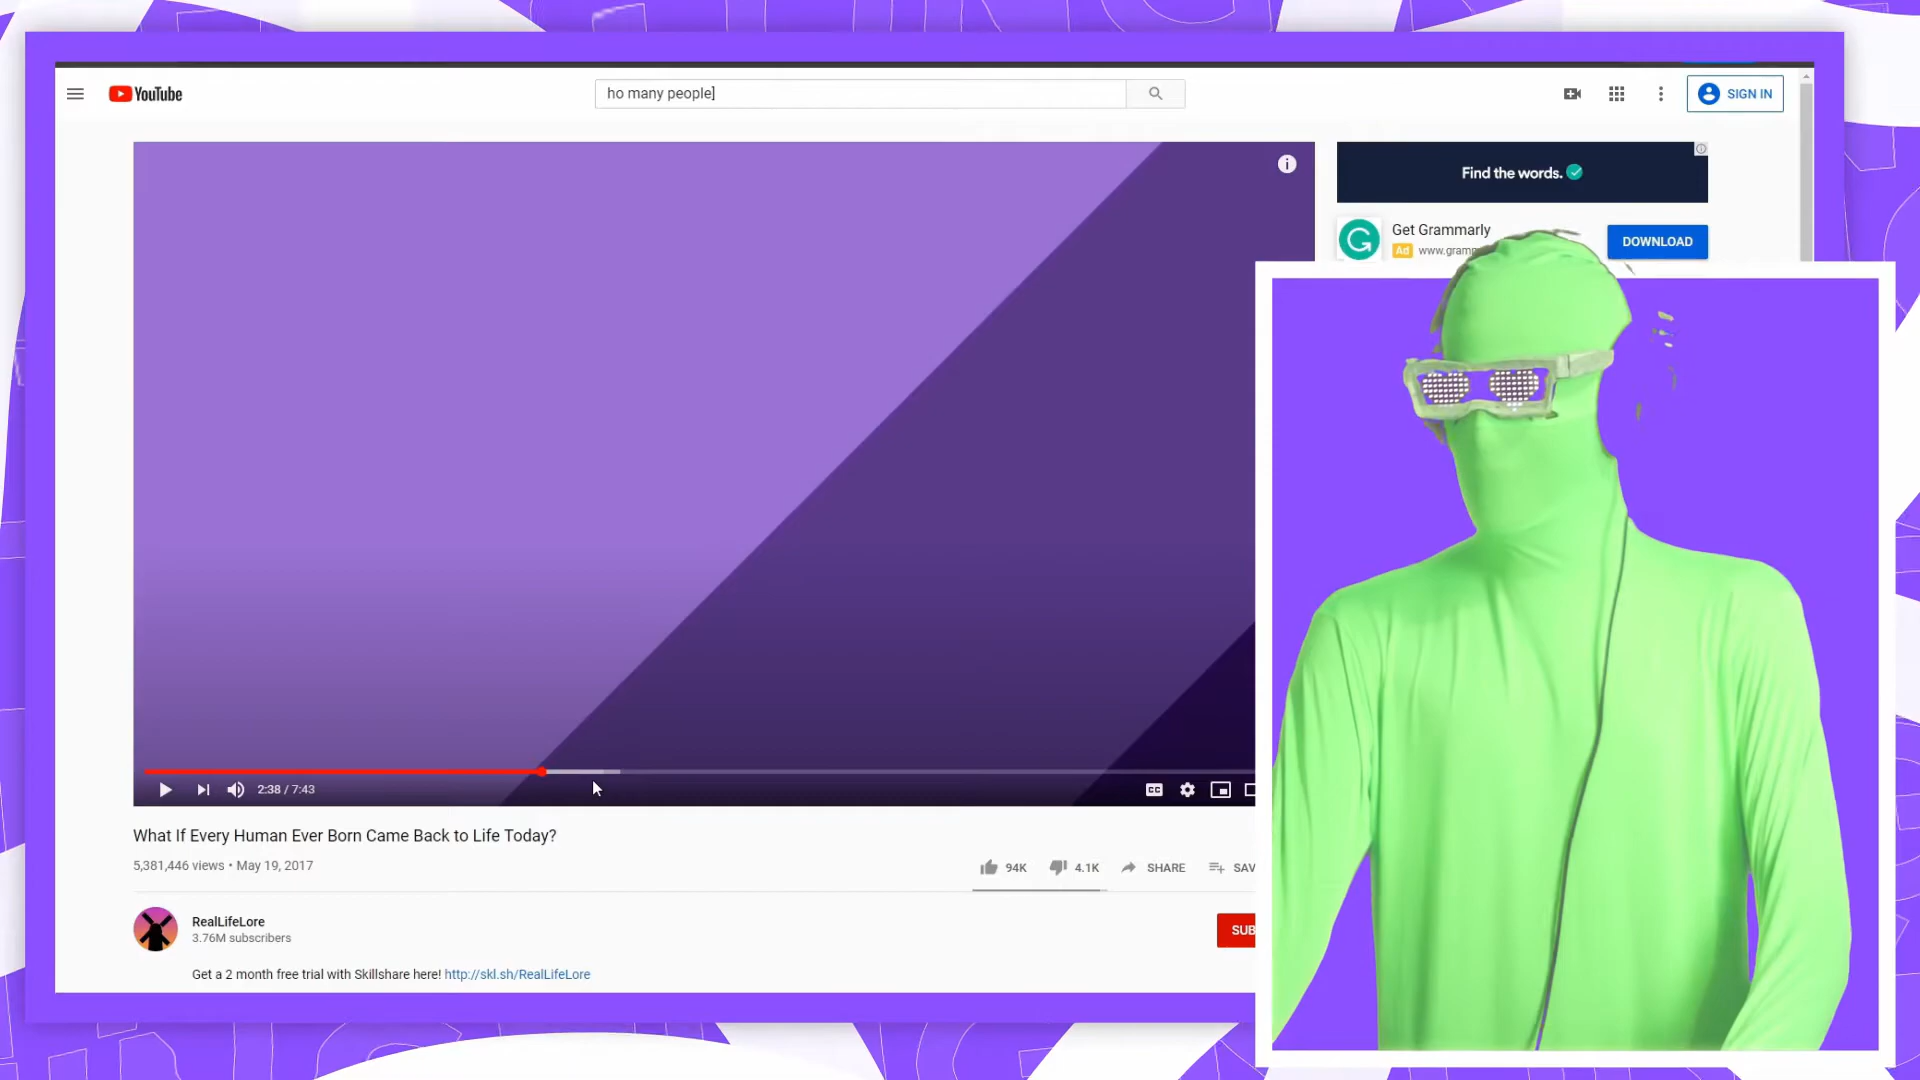 YouTube
ho many people]
SIGN IN
Find the words.
Get Grammarly
Ad
DOWNLOAD
2:38 / 7:43
CC
What If Every Human Ever Born Came Back to Life Today?
5,381,446 views • May 19, 2017
94K
4.1K
SHARE
SAV
SUB
RealLifeLore
3.76M subscribers
Get a 2 month free trial with Skillshare here! http://skl.sh/RealLifeLore